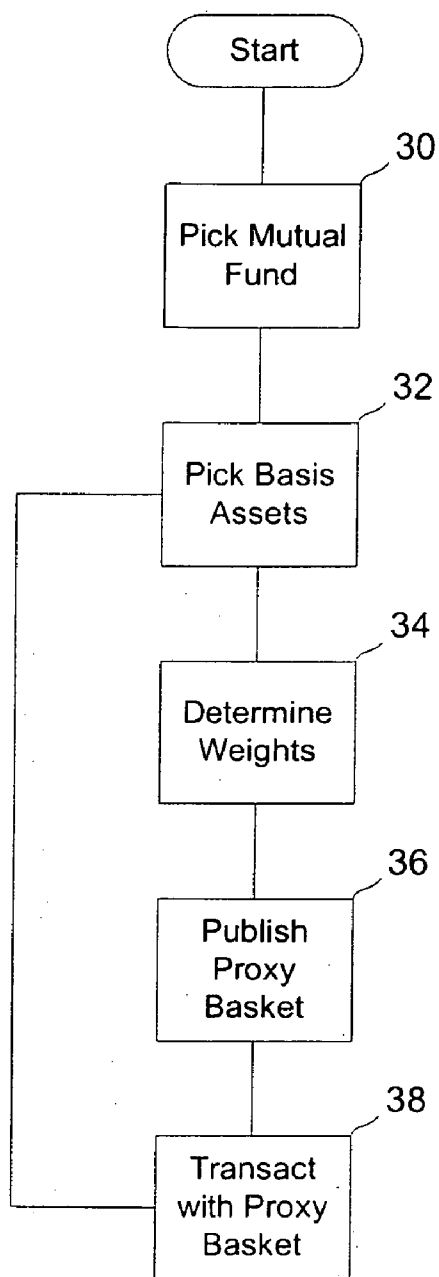 Start
30
Pick Mutual
Fund
32
Pick Basis
Assets
34
Determine
Weights
36
Publish
Proxy
Basket
38
Transact
with Proxy
Basket